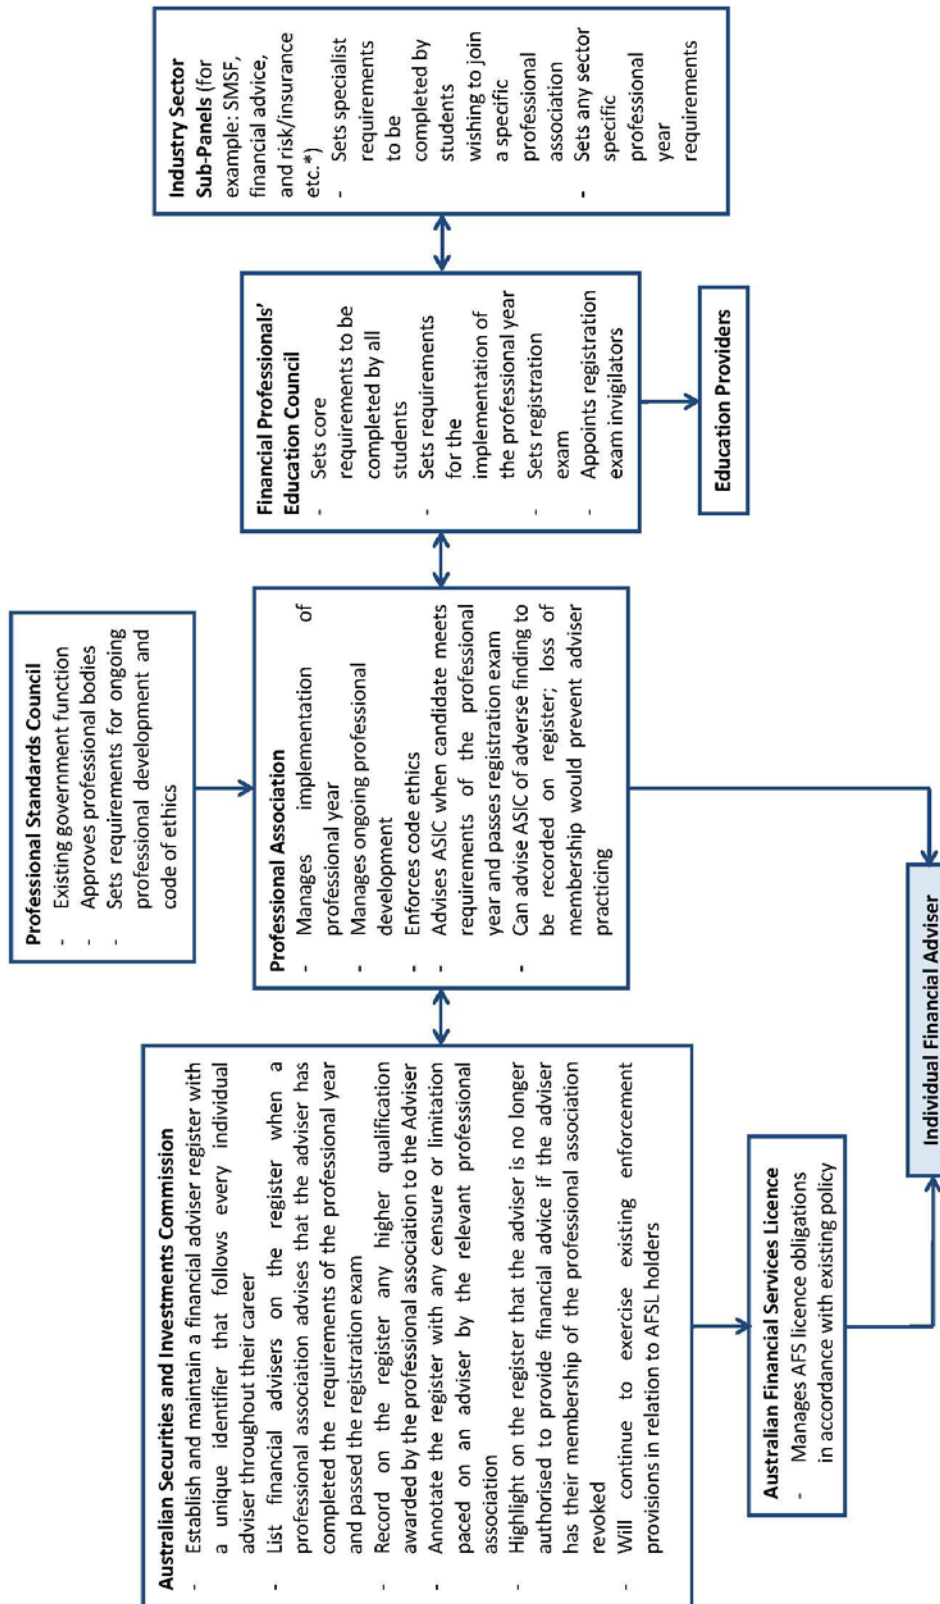 Professional Standards Council
- Existing government function
- Approves professional bodies
- Sets requirements for ongoing
professional development and
code of ethics
Australian Securities and Investments Commission
- Establish and maintain a financial adviser register with
a unique identifier that follows every individual
adviser throughout their career
- List financial advisers on the register when a
professional association advises that the adviser has
completed the requirements of the professional year
and passed the registration exam
- Record on the register any higher qualification
awarded by the professional association to the Adviser
- Annotate the register with any censure or limitation
paced on an adviser by the relevant professional
association
- Highlight on the register that the adviser is no longer
authorised to provide financial advice if the adviser
has their membership of the professional association
revoked
- Will continue to exercise existing enforcement
provisions in relation to AFSL holders
Professional Association
- Manages implementation of
professional year
- Manages ongoing professional
development
- Enforces code ethics
- Advises ASIC when candidate meets
requirements of the professional
year and passes registration exam
- Can advise ASIC of adverse finding to
be recorded on register; loss of
membership would prevent adviser
practicing
Financial Professionals’
Education Council
- Sets core
requirements to be
completed by all
students
- Sets requirements
for the
implementation of
the professional year
- Sets registration
exam
- Appoints registration
exam invigilators
Industry Sector
Sub-Panels (for
example: SMSF,
financial advice,
and risk/insurance
etc.*)
- Sets specialist
requirements
to be
completed by
students
wishing to join
a specific
professional
association
- Sets any sector
specific
professional
year
requirements
Australian Financial Services Licence
- Manages AFS licence obligations
in accordance with existing policy
Education Providers
Individual Financial Adviser